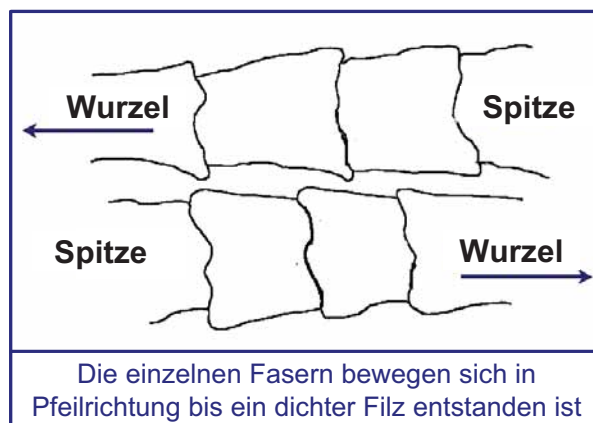 Wurzel
Spitze
Spitze
Wurzel
Die einzelnen Fasern bewegen sich in
Pfeilrichtung bis ein dichter Filz entstanden ist